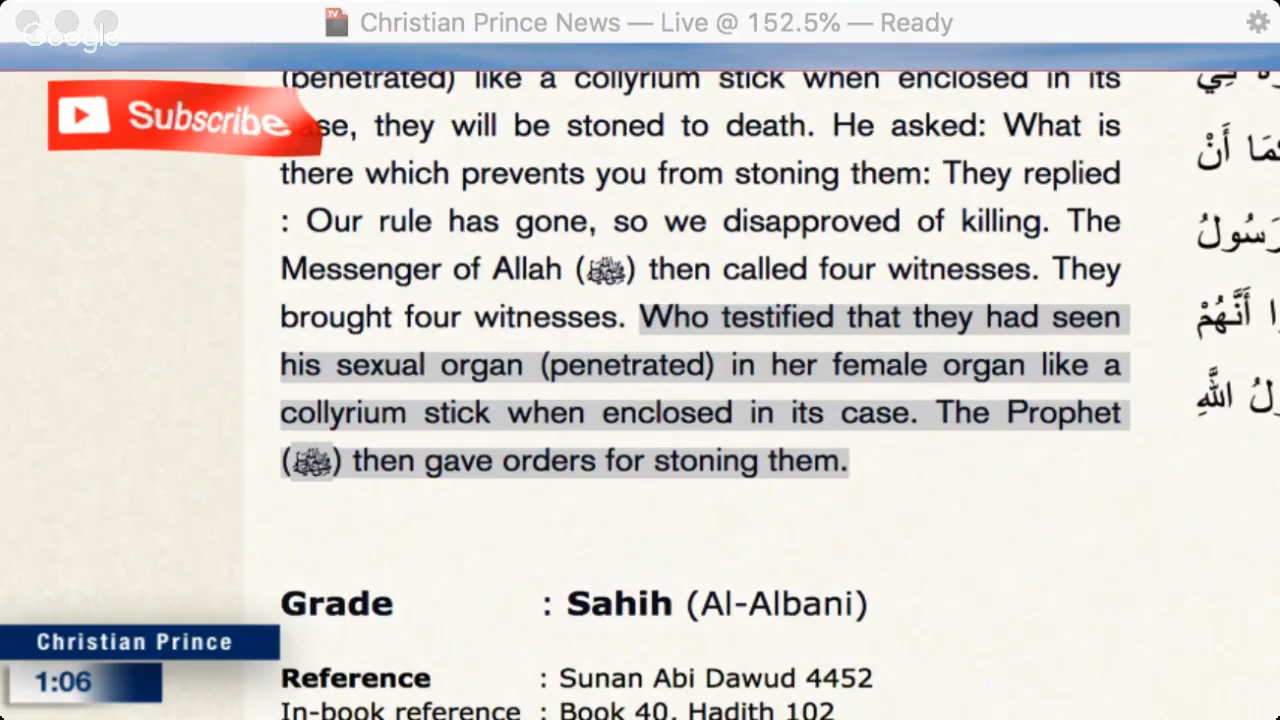 Christian Prince News — Live @ 152.5% — Ready
Google
Subscribe
(penetrated) like a collyrium stick when enclosed in its
case, they will be stoned to death. He asked: What is
there which prevents you from stoning them: They replied
: Our rule has gone, so we disapproved of killing. The
Messenger of Allah (ﷺ) then called four witnesses. They
brought four witnesses. Who testified that they had seen
his sexual organ (penetrated) in her female organ like a
collyrium stick when enclosed in its case. The Prophet
(ﷺ) then gave orders for stoning them.
كَمَا أَنْ
رَسُولُ
أَنَّهُمْ
اللَّهِ
Grade : Sahih (Al-Albani)
Reference : Sunan Abi Dawud 4452
In-book reference : Book 40, Hadith 102
Christian Prince
1:06